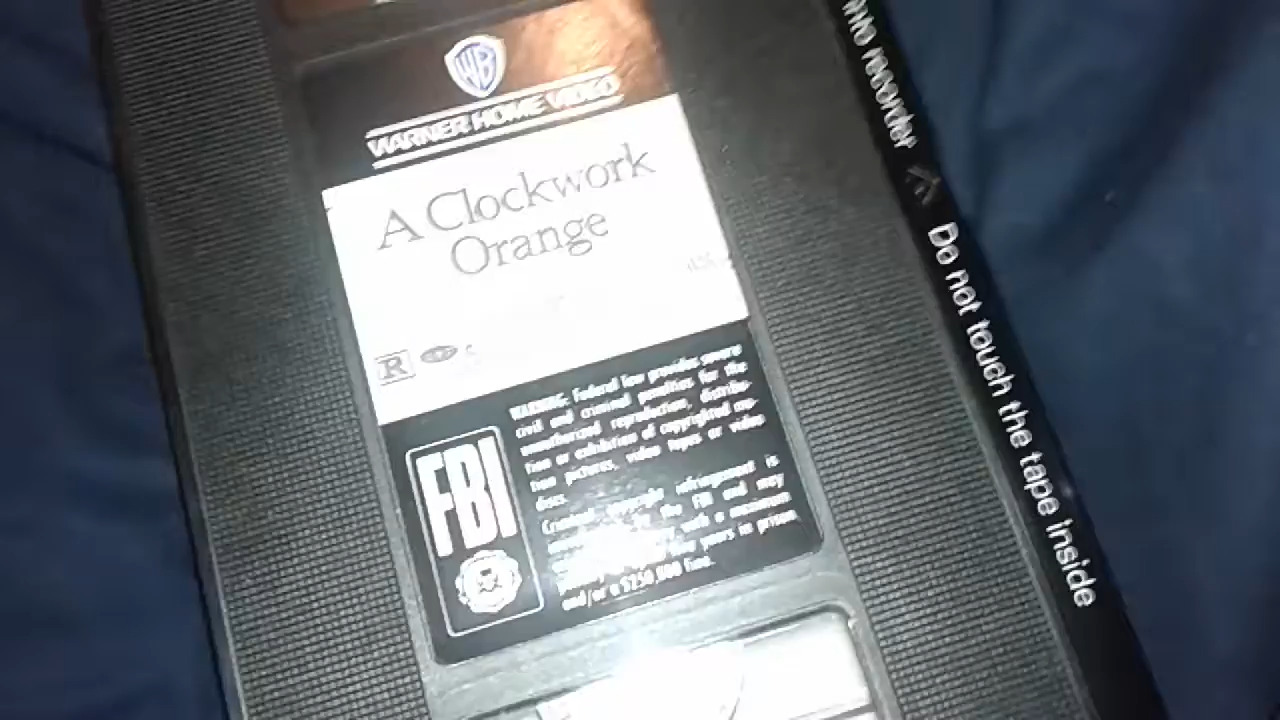 WB
WARNER HOME VIDEO
A Clockwork
Orange
R
FBI
WARNING: Federal law provides severe
civil and criminal penalties for the
unauthorized reproduction, distribu-
tion or exhibition of copyrighted mo-
tion pictures, video tapes or video
discs.
Criminal copyright infringement is
the FBI and may
with a maximum
years in prison
and/or a $250,000 fine.
into recorder
Do not touch the tape inside